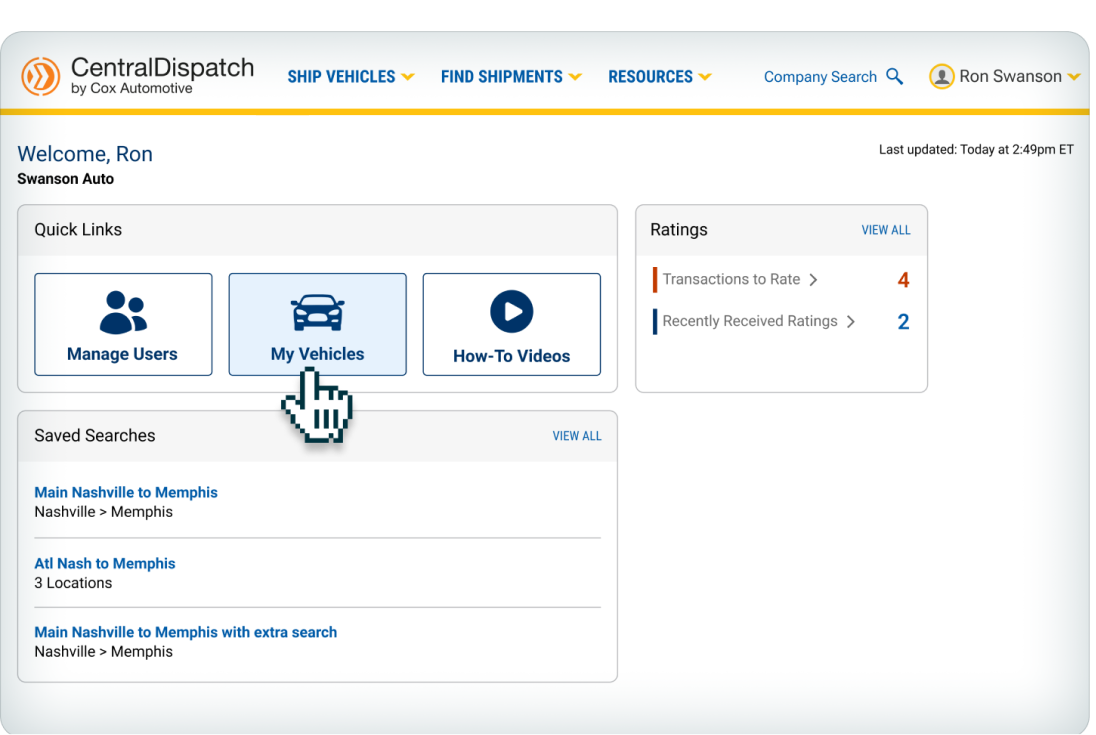 CentralDispatch
by Cox Automotive
SHIP VEHICLES
FIND SHIPMENTS
RESOURCES
Company Search
Ron Swanson
Welcome, Ron
Swanson Auto
Last updated: Today at 2:49pm ET
Quick Links
Manage Users
My Vehicles
How-To Videos
Ratings
VIEW ALL
Transactions to Rate > 4
Recently Received Ratings > 2
Saved Searches
VIEW ALL
Main Nashville to Memphis
Nashville > Memphis
Atl Nash to Memphis
3 Locations
Main Nashville to Memphis with extra search
Nashville > Memphis